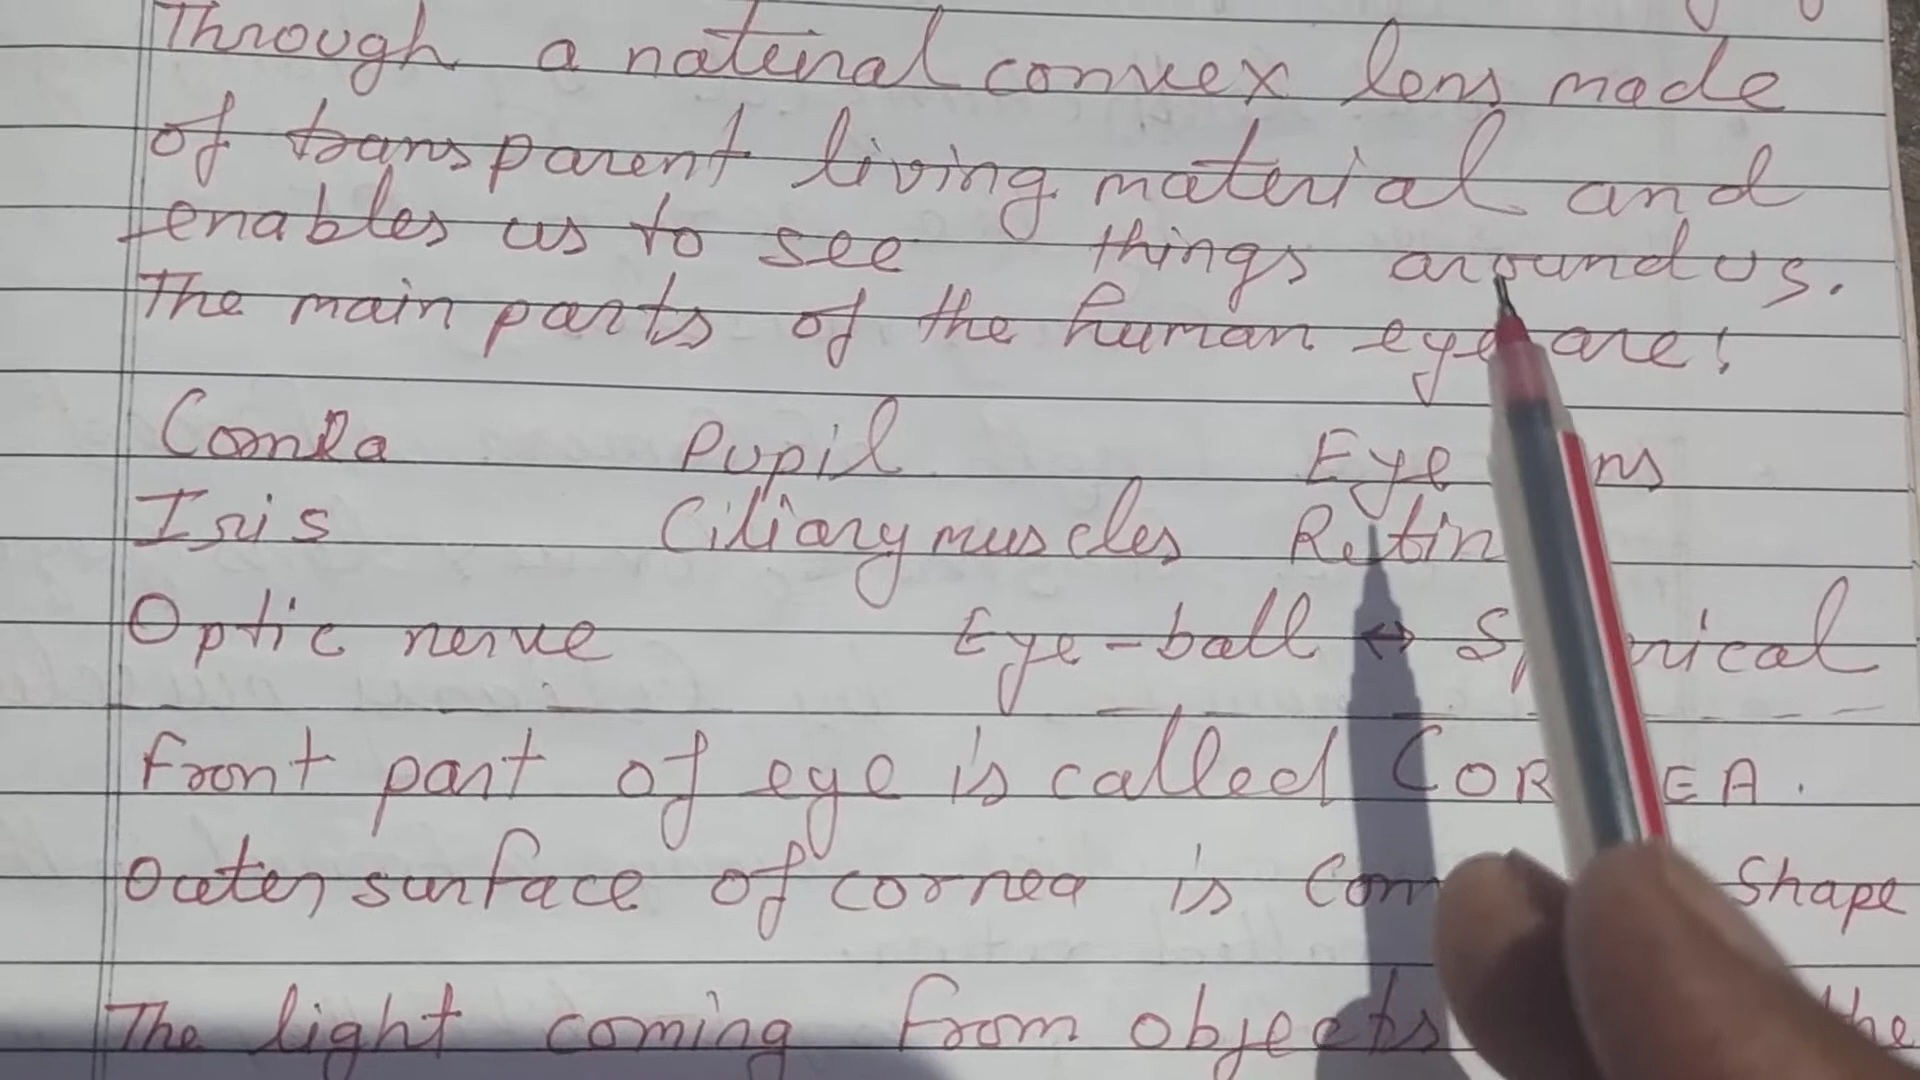 Through a natural convex lens made
of transparent living material and
enables us to see things around us.
The main parts of the human eye are:
Cornea Pupil Eye
Iris Ciliary muscles
Optic nerve Eye-ball ↔
Front part of eye is called
Outer surface of cornea is Shape
The light coming from objects